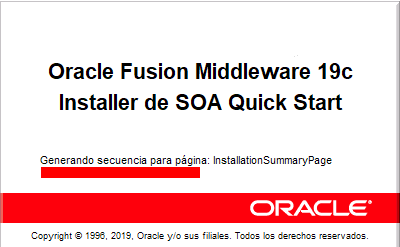 Oracle Fusion Middleware 19c
Installer de SOA Quick Start
Generando secuencia para página: InstallationSummaryPage
ORACLE®
Copyright © 1996, 2019, Oracle y/o sus filiales. Todos los derechos reservados.